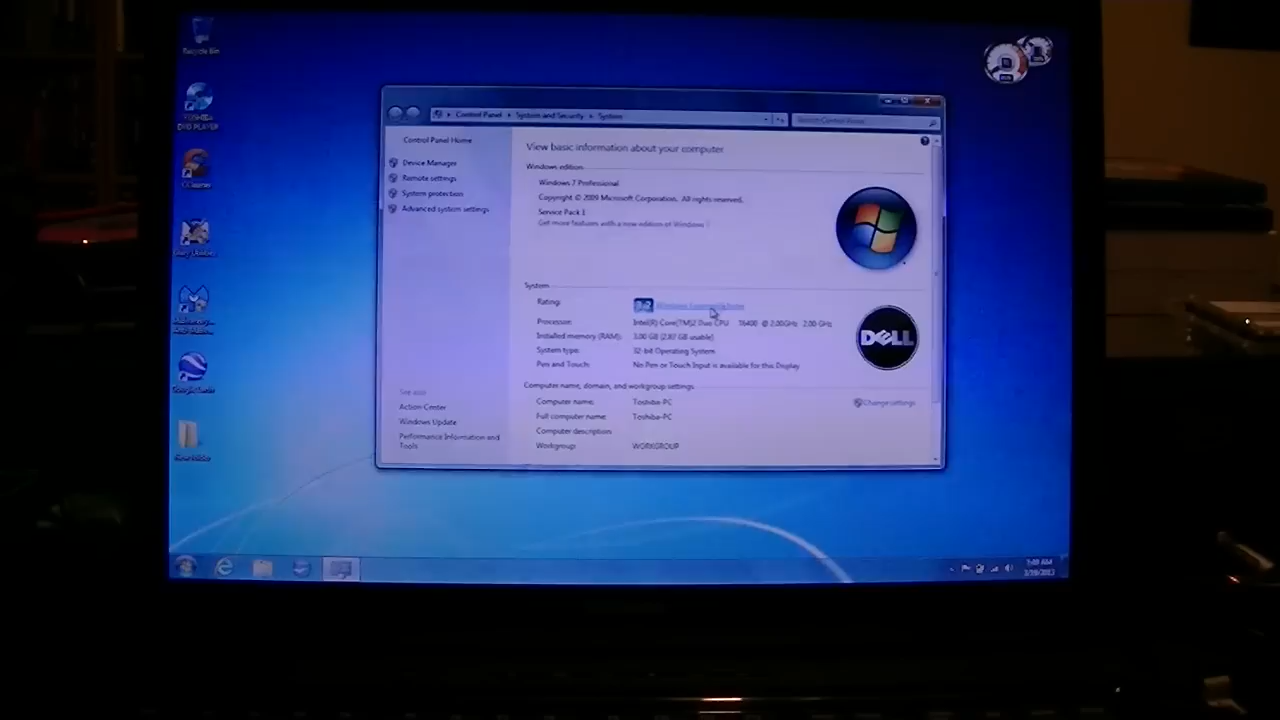 Recycle Bin
TOSHIBA
DVD PLAYER
CCleaner
Google Earth
New folder
Control Panel ▸ System and Security ▸ System
Search Control Panel
Control Panel Home
Device Manager
Remote settings
System protection
Advanced system settings
See also
Action Center
Windows Update
Performance Information and
Tools
View basic information about your computer
Windows edition
Windows 7 Professional
Copyright © 2009 Microsoft Corporation. All rights reserved.
Service Pack 1
Get more features with a new edition of Windows 7
System
Rating:
Windows Experience Index
Processor:
Intel(R) Core(TM)2 Duo CPU T6400 @ 2.00GHz 2.00 GHz
Installed memory (RAM):
3.00 GB (2.87 GB usable)
System type:
32-bit Operating System
Pen and Touch:
No Pen or Touch Input is available for this Display
DELL
Computer name, domain, and workgroup settings
Computer name:
Toshiba-PC
Change settings
Full computer name:
Toshiba-PC
Computer description:
Workgroup:
WORKGROUP